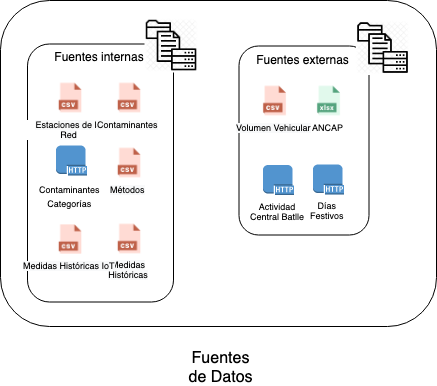 Fuentes internas
CSV
CSV
Estaciones de l
Red
Contaminantes
HTTP
CSV
Contaminantes
Categorías
Métodos
CSV
CSV
Medidas Históricas IoT
Medidas
Históricas
Fuentes externas
CSV
xlsx
Volumen Vehicular
ANCAP
HTTP
HTTP
Actividad
Central Batlle
Días
Festivos
Fuentes
de Datos